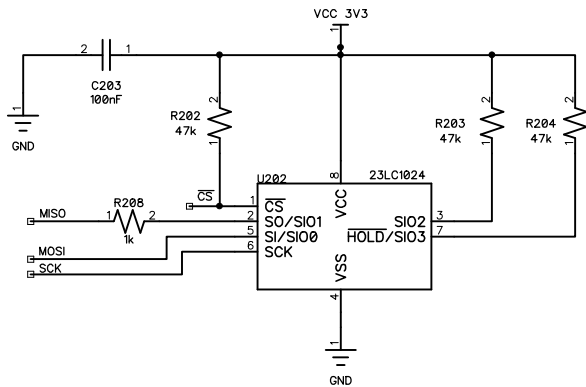 VCC 3V3
1
2
1
C203
100nF
1
GND
2
R202
47k
1
2
R203
47k
1
2
R204
47k
1
U202
23LC1024
8
CS
1
CS
VCC
MISO
1
R208
2
1k
2
SO/SIO1
SIO2
3
MOSI
5
SI/SIO0
HOLD/SIO3
7
SCK
6
SCK
VSS
4
1
GND